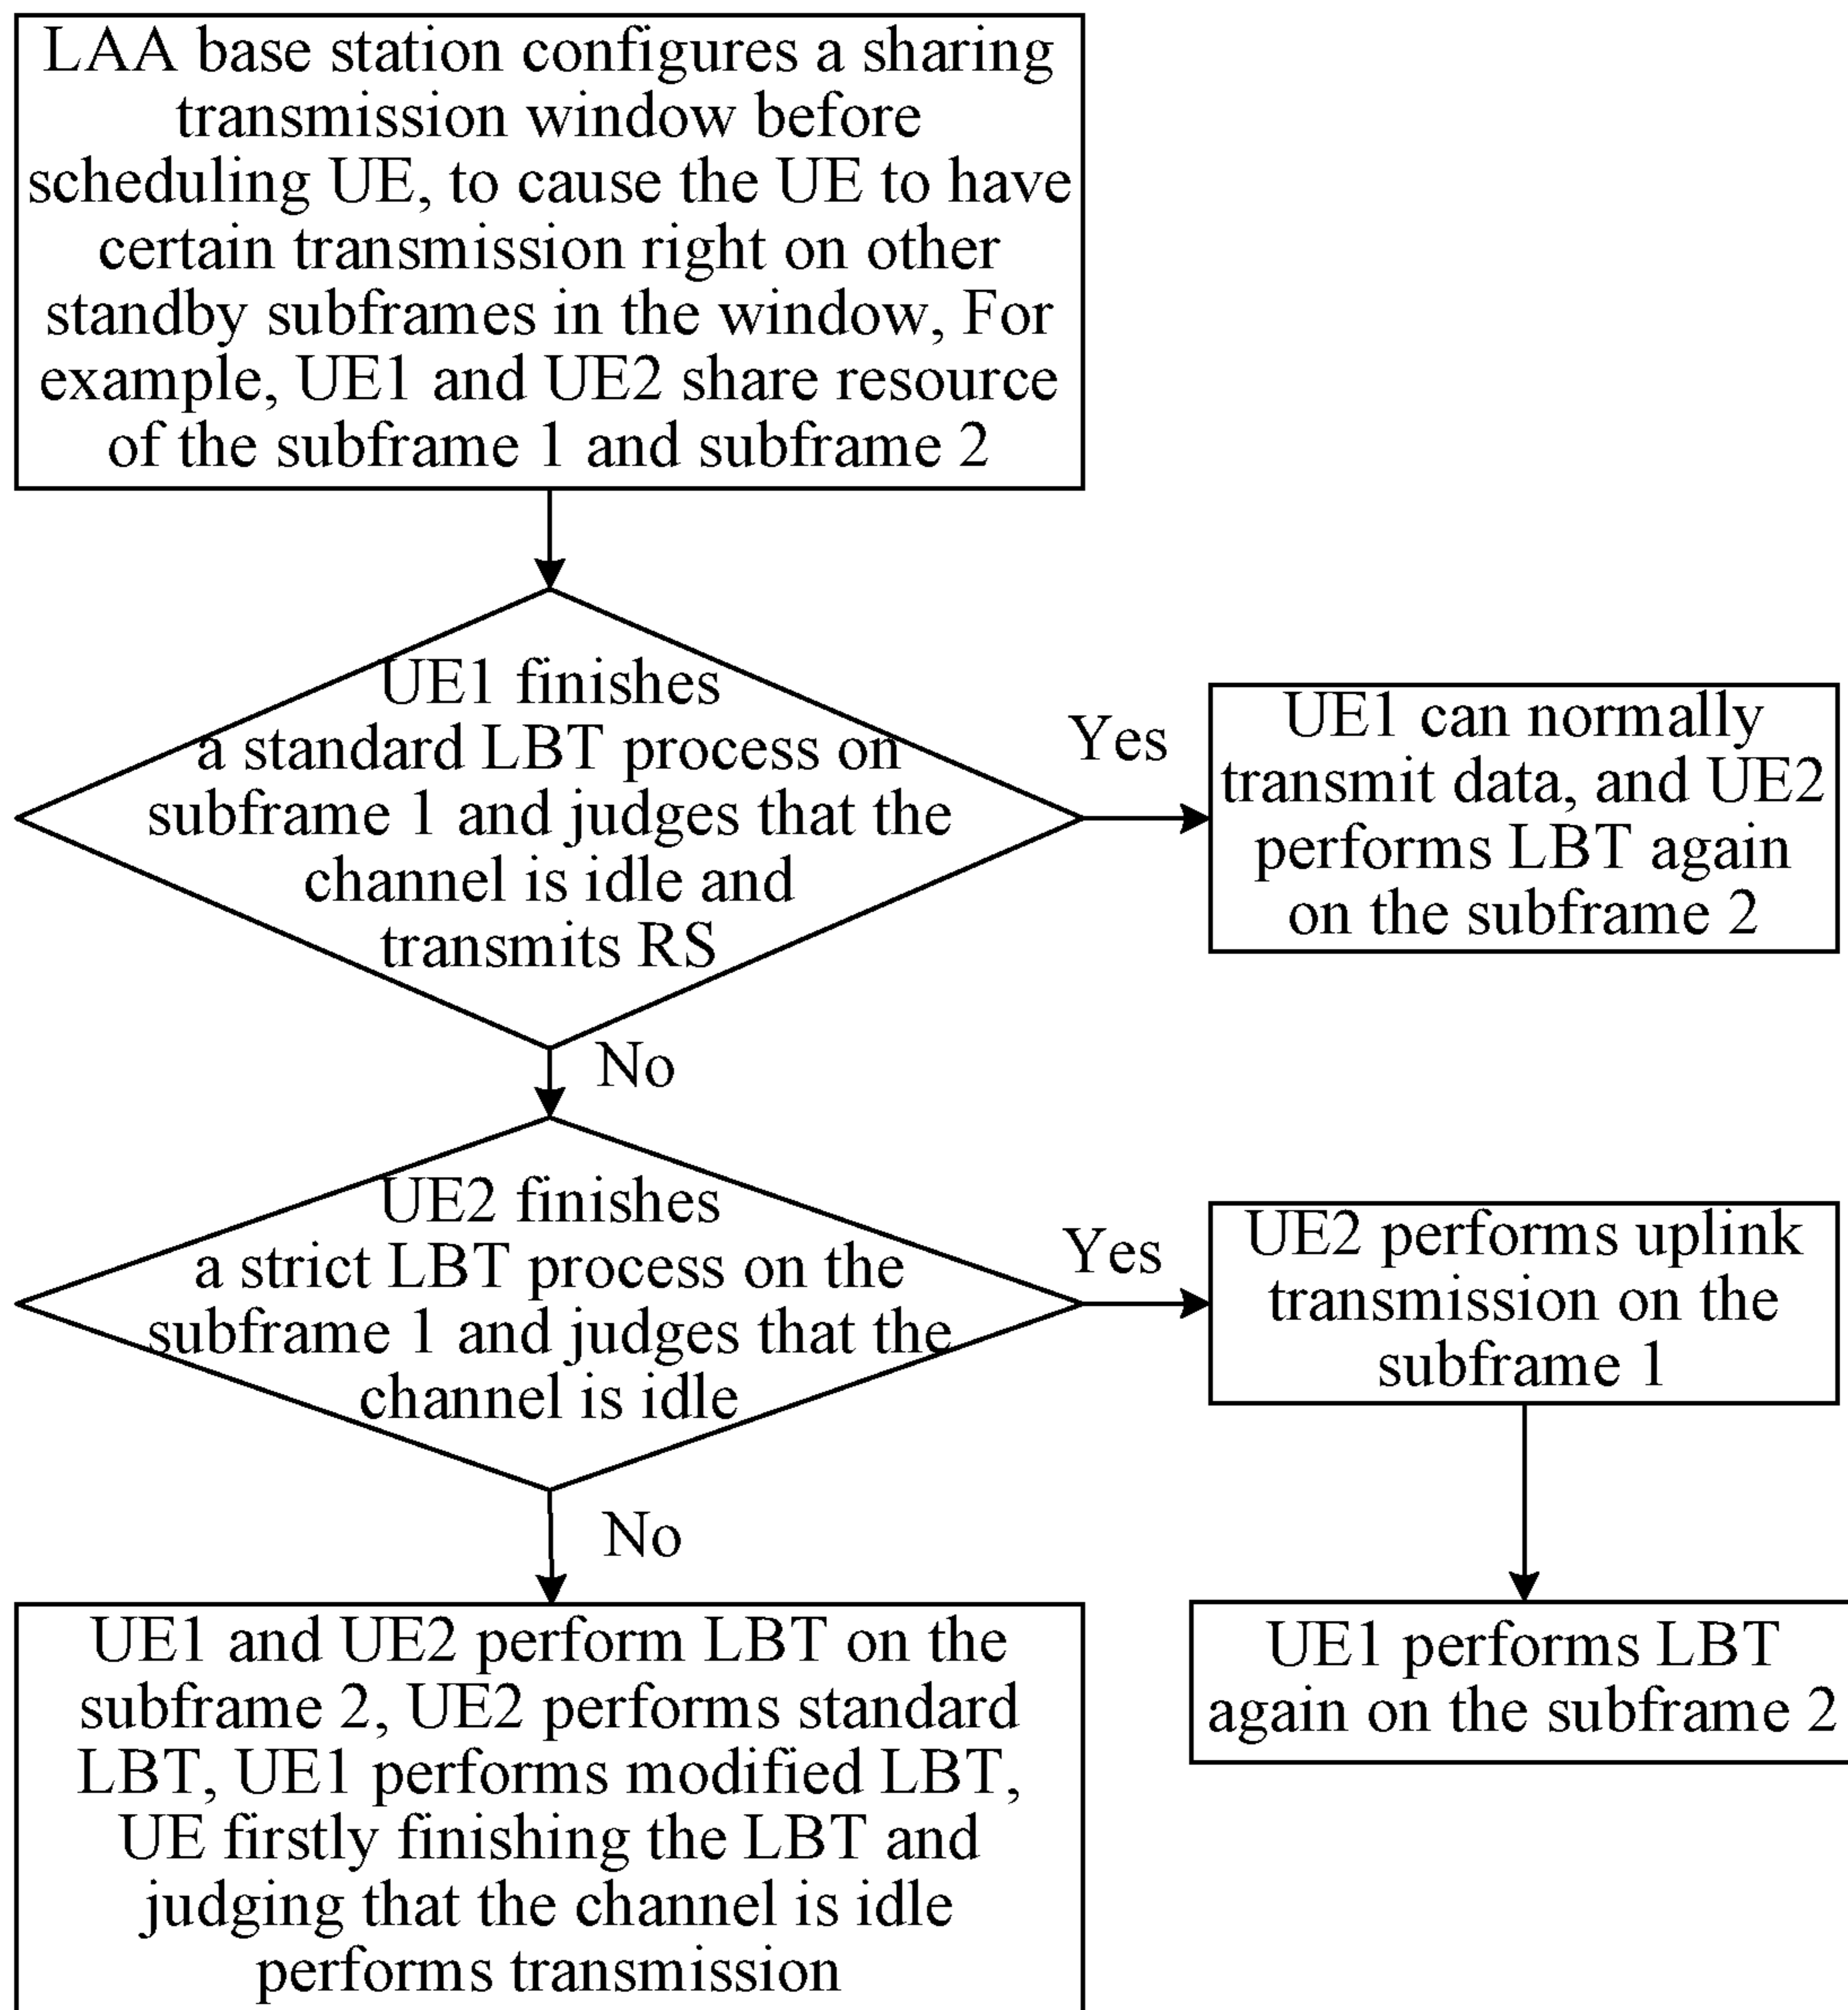 LAA base station configures a sharing
transmission window before
scheduling UE, to cause the UE to have
certain transmission right on other
standby subframes in the window, For
example, UE1 and UE2 share resource
of the subframe 1 and subframe 2
UE1 finishes
a standard LBT process on
subframe 1 and judges that the
channel is idle and
transmits RS
Yes
UE1 can normally
transmit data, and UE2
performs LBT again
on the subframe 2
No
UE2 finishes
a strict LBT process on the
subframe 1 and judges that the
channel is idle
Yes
UE2 performs uplink
transmission on the
subframe 1
No
UE1 and UE2 perform LBT on the
subframe 2, UE2 performs standard
LBT, UE1 performs modified LBT,
UE firstly finishing the LBT and
judging that the channel is idle
performs transmission
UE1 performs LBT
again on the subframe 2